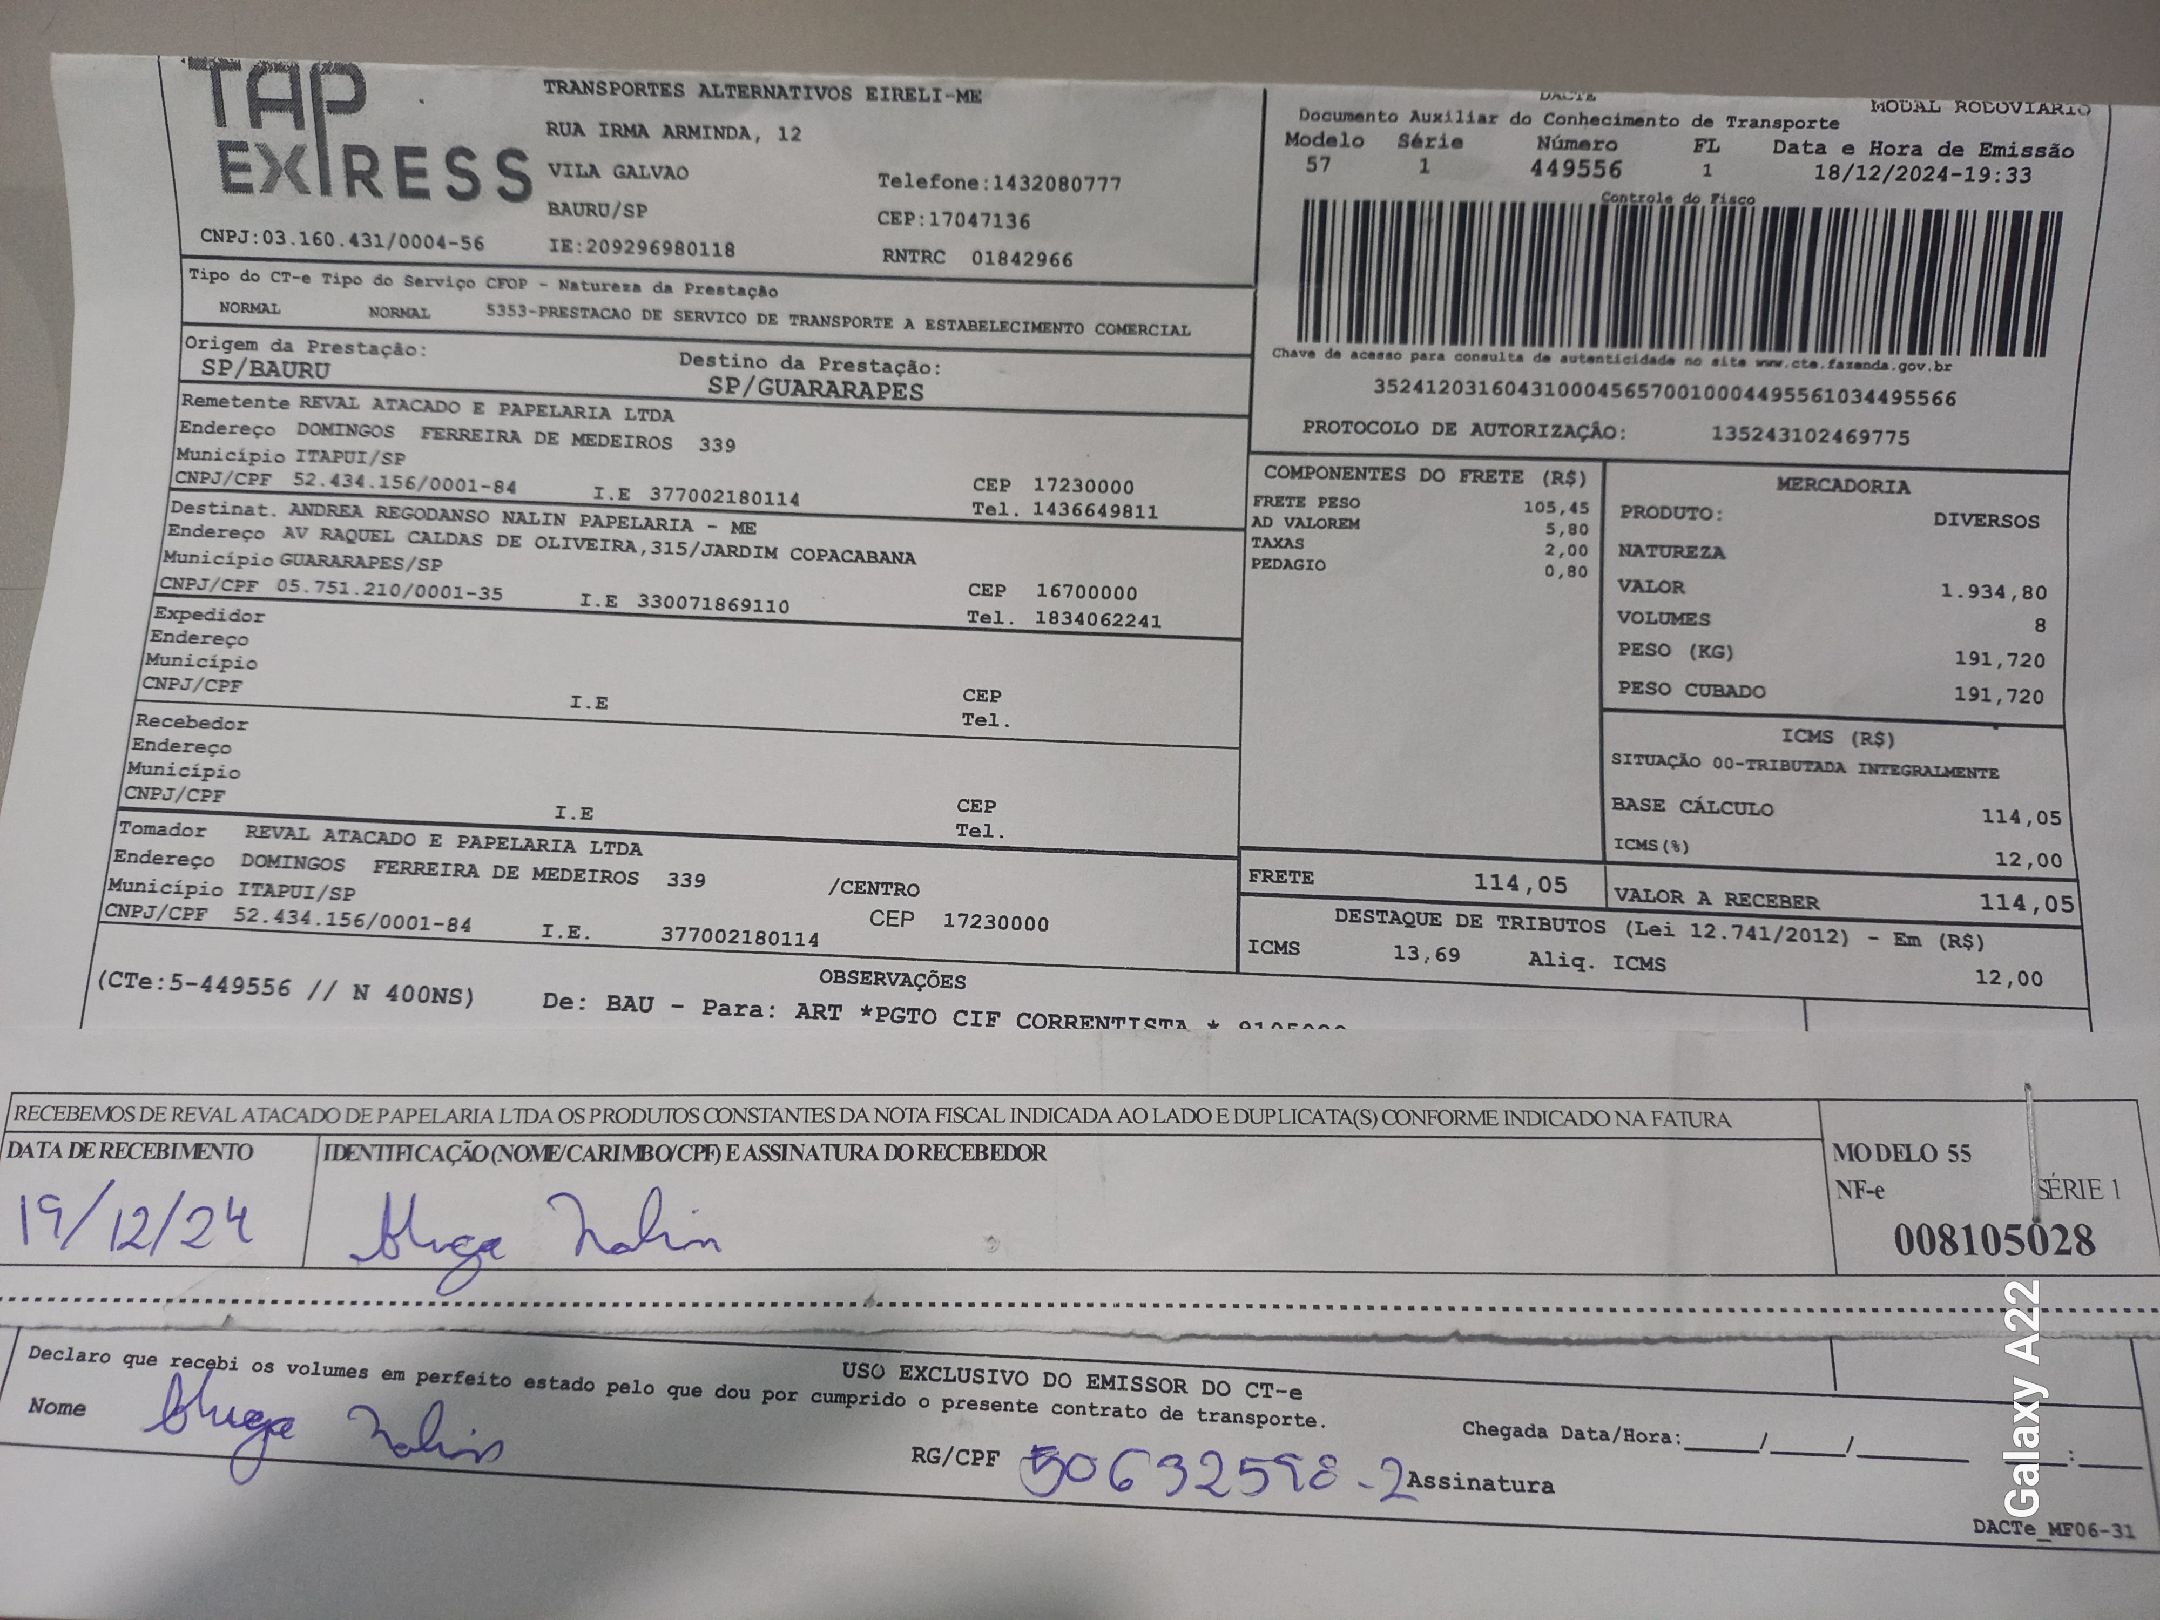 TAP EXPRESS
TRANSPORTES ALTERNATIVOS EIRELI-ME
RUA IRMA ARMINDA, 12
VILA GALVAO
Telefone:1432080777
BAURU/SP
CEP:17047136
CNPJ:03.160.431/0004-56
IE:209296980118
RNTRC 01842966
DACTE
MODAL RODOVIARIO
Documento Auxiliar do Conhecimento de Transporte
Modelo Série Número FL Data e Hora de Emissão
57 1 449556 1 18/12/2024-19:33
Controle do Fisco
Chave de acesso para consulta de autenticidade no site www.cte.fazenda.gov.br
35241203160431000456570010004495561034495566
PROTOCOLO DE AUTORIZAÇÂO: 135243102469775
Tipo do CT-e Tipo do Serviço CFOP - Natureza da Prestação
NORMAL NORMAL 5353-PRESTACAO DE SERVICO DE TRANSPORTE A ESTABELECIMENTO COMERCIAL
Origem da Prestação: Destino da Prestação:
SP/BAURU SP/GUARARAPES
Remetente REVAL ATACADO E PAPELARIA LTDA
Endereço DOMINGOS FERREIRA DE MEDEIROS 339
Município ITAPUI/SP CEP 17230000
CNPJ/CPF 52.434.156/0001-84 I.E 377002180114 Tel. 1436649811
Destinat. ANDREA REGODANSO NALIN PAPELARIA - ME
Endereço AV RAQUEL CALDAS DE OLIVEIRA,315/JARDIM COPACABANA
Município GUARARAPES/SP CEP 16700000
CNPJ/CPF 05.751.210/0001-35 I.E 330071869110 Tel. 1834062241
Expedidor
Endereço
Município CEP
CNPJ/CPF I.E Tel.
Recebedor
Endereço
Município CEP
CNPJ/CPF I.E Tel.
Tomador REVAL ATACADO E PAPELARIA LTDA
Endereço DOMINGOS FERREIRA DE MEDEIROS 339 /CENTRO
Município ITAPUI/SP CEP 17230000
CNPJ/CPF 52.434.156/0001-84 I.E. 377002180114
COMPONENTES DO FRETE (R$)
FRETE PESO 105,45
AD VALOREM 5,80
TAXAS 2,00
PEDAGIO 0,80
MERCADORIA
PRODUTO: DIVERSOS
NATUREZA
VALOR 1.934,80
VOLUMES 8
PESO (KG) 191,720
PESO CUBADO 191,720
ICMS (R$)
SITUAÇÃO 00-TRIBUTADA INTEGRALMENTE
BASE CÁLCULO 114,05
ICMS(%) 12,00
FRETE 114,05 VALOR A RECEBER 114,05
DESTAQUE DE TRIBUTOS (Lei 12.741/2012) - Em (R$)
ICMS 13,69 Aliq. ICMS 12,00
OBSERVAÇÕES
(CTe:5-449556 // N 400NS) De: BAU - Para: ART *PGTO CIF CORRENTISTA *
RECEBEMOS DE REVAL ATACADO DE PAPELARIA LTDA OS PRODUTOS CONSTANTES DA NOTA FISCAL INDICADA AO LADO E DUPLICATA(S) CONFORME INDICADO NA FATURA
DATA DE RECEBIMENTO IDENTIFICAÇÃO (NOME/CARIMBO/CPF) E ASSINATURA DO RECEBEDOR
MODELO 55
NF-e SÉRIE 1
008105028
19/12/24 Nalin
USO EXCLUSIVO DO EMISSOR DO CT-e
Declaro que recebi os volumes em perfeito estado pelo que dou por cumprido o presente contrato de transporte.
Nome Nalin RG/CPF 50632598-2 Assinatura
Chegada Data/Hora:____/____/______ ____:____
DACTe_MF06-31
Galaxy A22